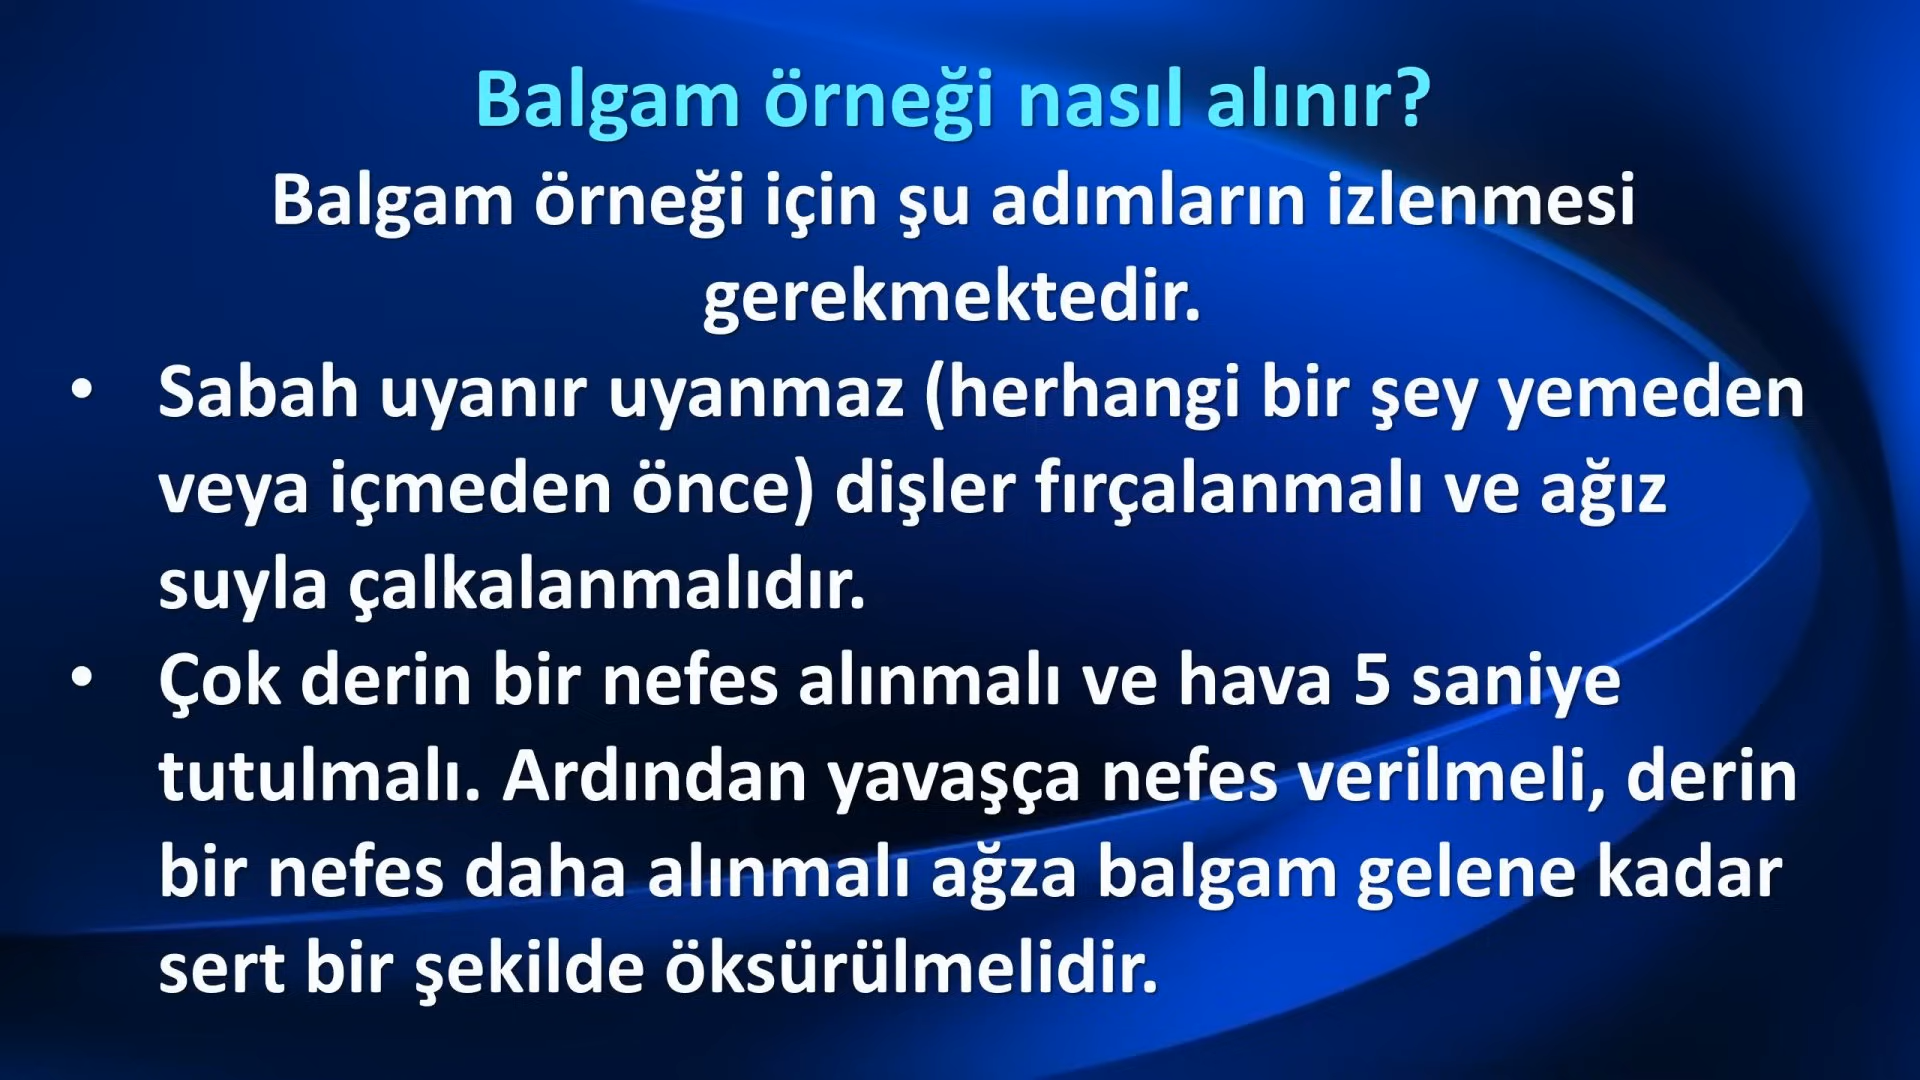 Balgam örneği nasıl alınır?
Balgam örneği için şu adımların izlenmesi
gerekmektedir.
• Sabah uyanır uyanmaz (herhangi bir şey yemeden
veya içmeden önce) dişler fırçalanmalı ve ağız
suyla çalkalanmalıdır.
• Çok derin bir nefes alınmalı ve hava 5 saniye
tutulmalı. Ardından yavaşça nefes verilmeli, derin
bir nefes daha alınmalı ağza balgam gelene kadar
sert bir şekilde öksürülmelidir.